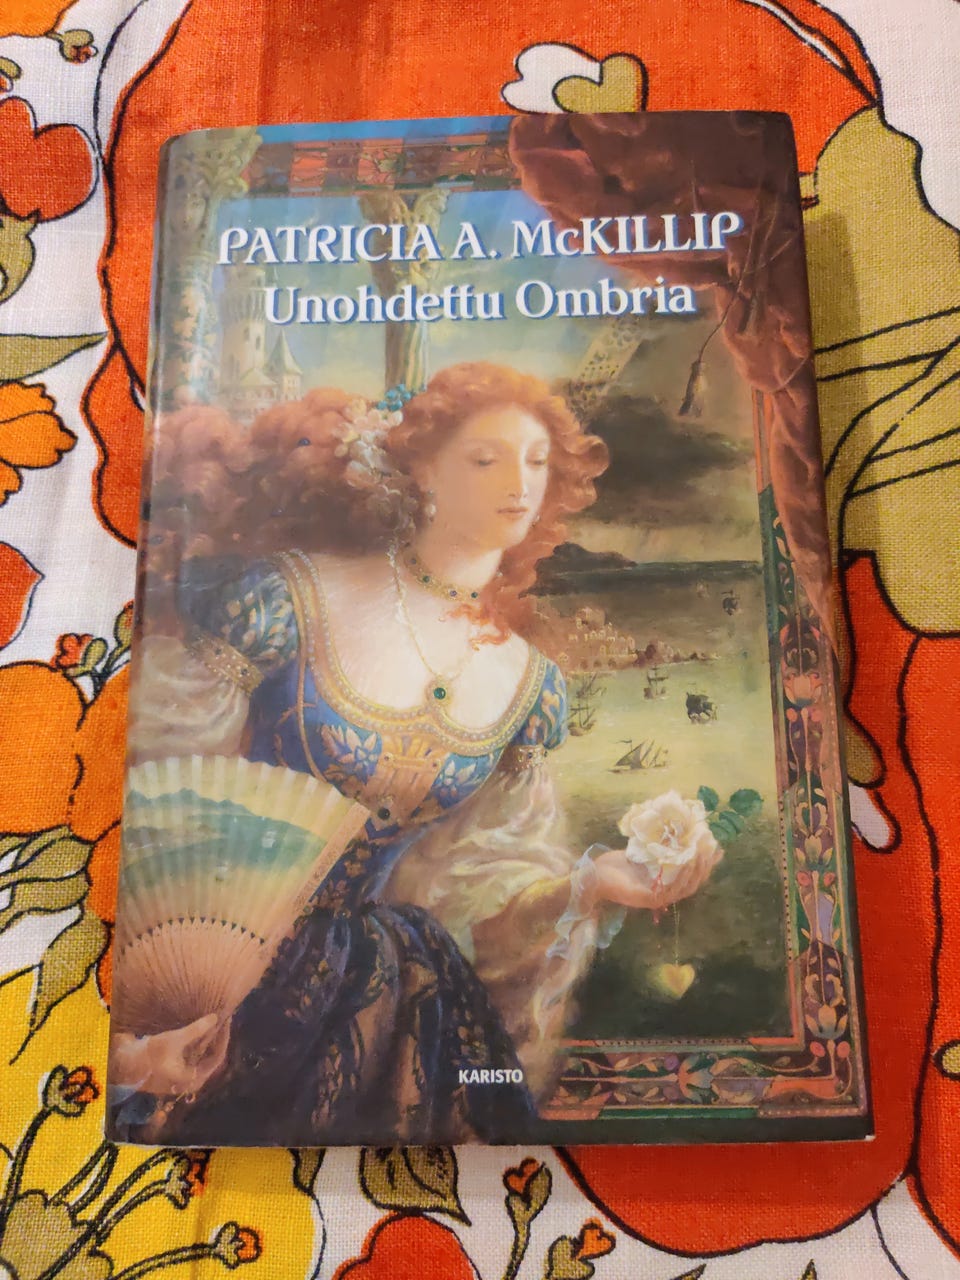 PATRICIA A. McKILLIP
Unohdettu Ombria
KARISTO